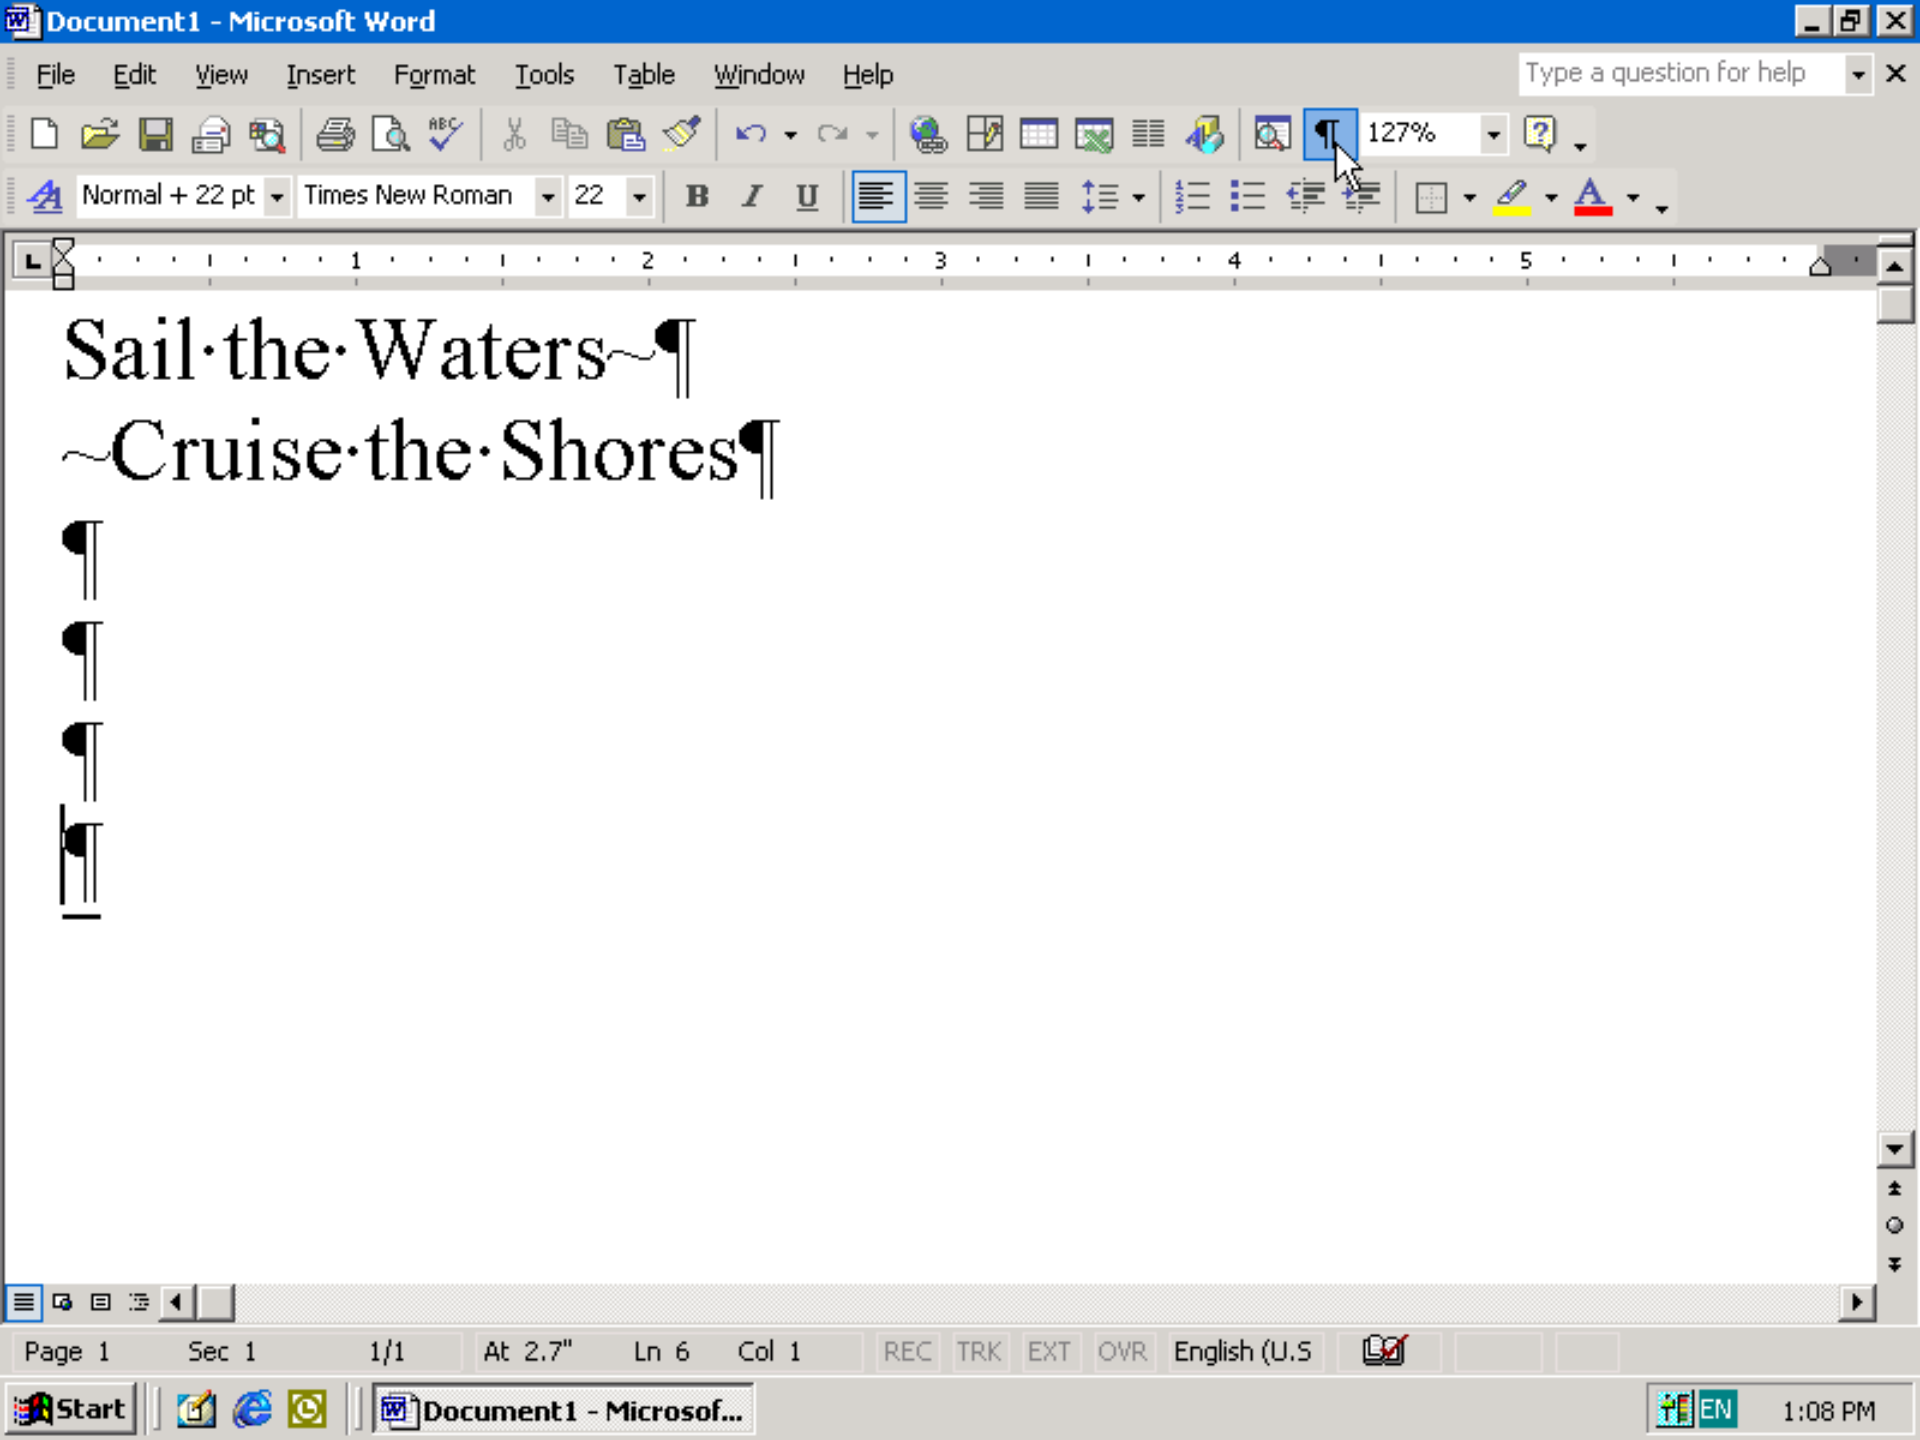 Document1 - Microsoft Word
File Edit View Insert Format Tools Table Window Help Type a question for help
ABC 127%
Normal + 22 pt Times New Roman 22 B I U A
L 1 2 3 4 5
Sail·the·Waters~¶
~Cruise·the·Shores¶
¶
¶
¶
¶
Page 1 Sec 1 1/1 At 2.7" Ln 6 Col 1 REC TRK EXT OVR English (U.S
Start Document1 - Microsof... EN 1:08 PM